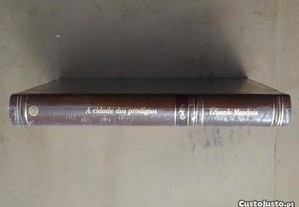 A cidade dos prodígios
Eduardo Mendoza
CustoJusto.pt